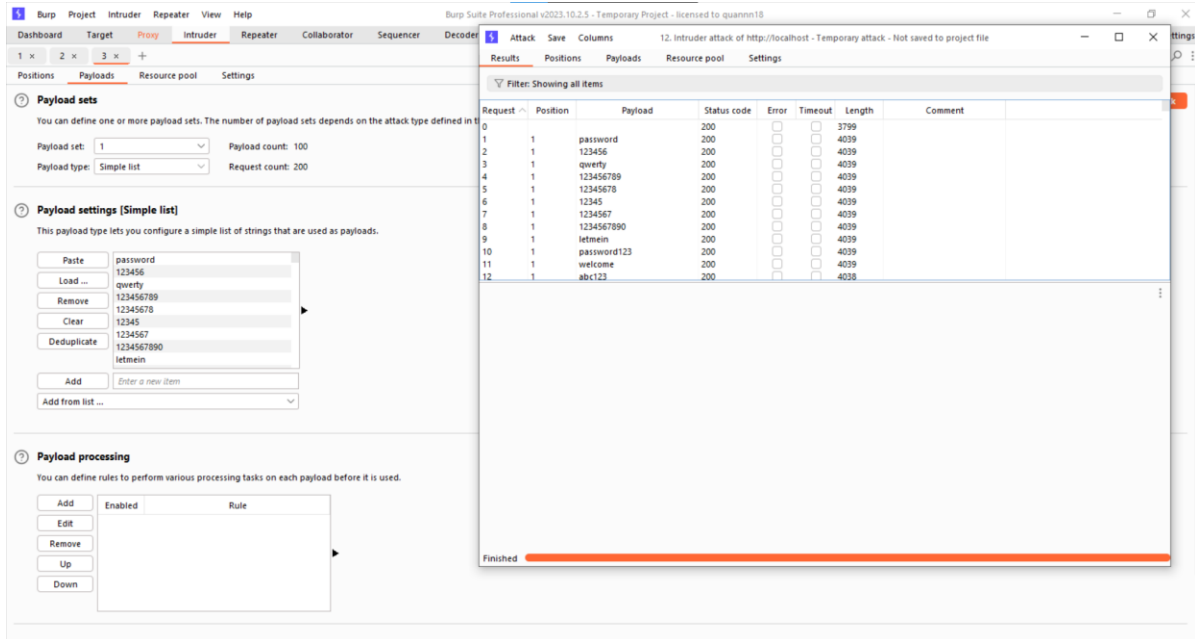 Burp Project Intruder Repeater View Help Burp Suite Professional v2023.10.2.5 - Temporary Project - licensed to quannn18
Dashboard Target Proxy Intruder Repeater Collaborator Sequencer Decoder
1 × 2 × 3 × +
Positions Payloads Resource pool Settings
Payload sets
You can define one or more payload sets. The number of payload sets depends on the attack type defined in t
Payload set: 1 Payload count: 100
Payload type: Simple list Request count: 200
Payload settings [Simple list]
This payload type lets you configure a simple list of strings that are used as payloads.
Paste
Load ...
Remove
Clear
Deduplicate
password
123456
qwerty
123456789
12345678
12345
1234567
1234567890
letmein
Add Enter a new item
Add from list ...
Payload processing
You can define rules to perform various processing tasks on each payload before it is used.
Add
Edit
Remove
Up
Down
Enabled Rule
Attack Save Columns 12. Intruder attack of http://localhost - Temporary attack - Not saved to project file
Results Positions Payloads Resource pool Settings
Filter: Showing all items
Request Position Payload Status code Error Timeout Length Comment
0 200 3799
1 1 password 200 4039
2 1 123456 200 4039
3 1 qwerty 200 4039
4 1 123456789 200 4039
5 1 12345678 200 4039
6 1 12345 200 4039
7 1 1234567 200 4039
8 1 1234567890 200 4039
9 1 letmein 200 4039
10 1 password123 200 4039
11 1 welcome 200 4039
12 1 abc123 200 4038
Finished
ttings
k